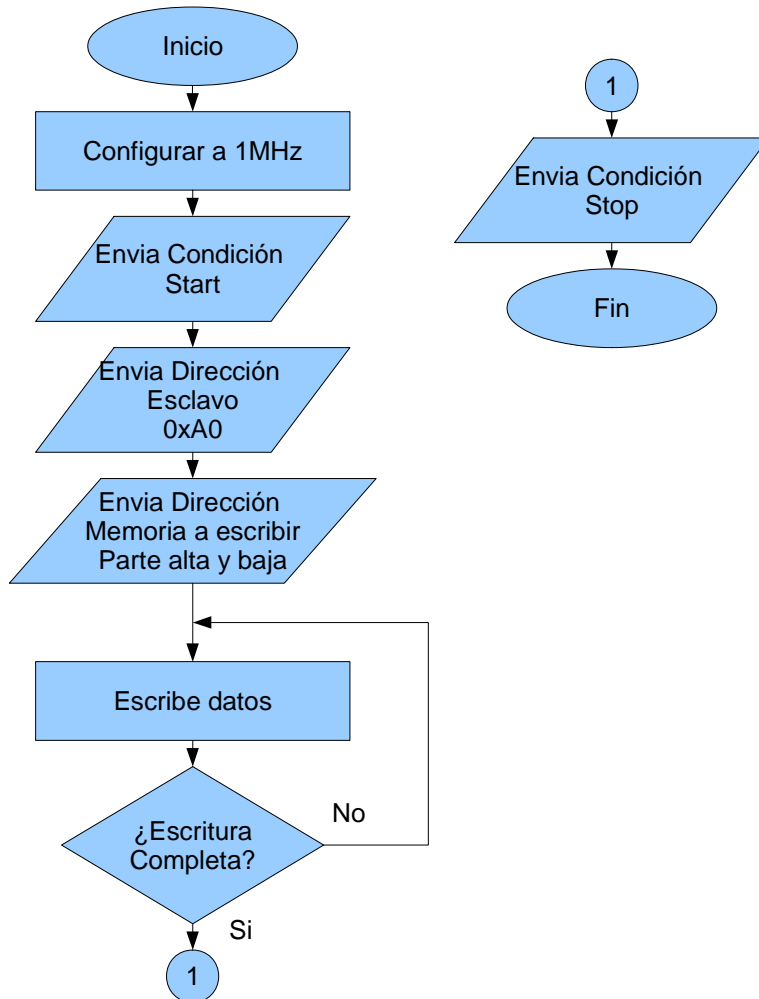 Inicio
Configurar a 1MHz
Envia Condición
Start
Envia Dirección
Esclavo
0xA0
Envia Dirección
Memoria a escribir
Parte alta y baja
Escribe datos
¿Escritura
Completa?
No
Si
1
1
Envia Condición
Stop
Fin